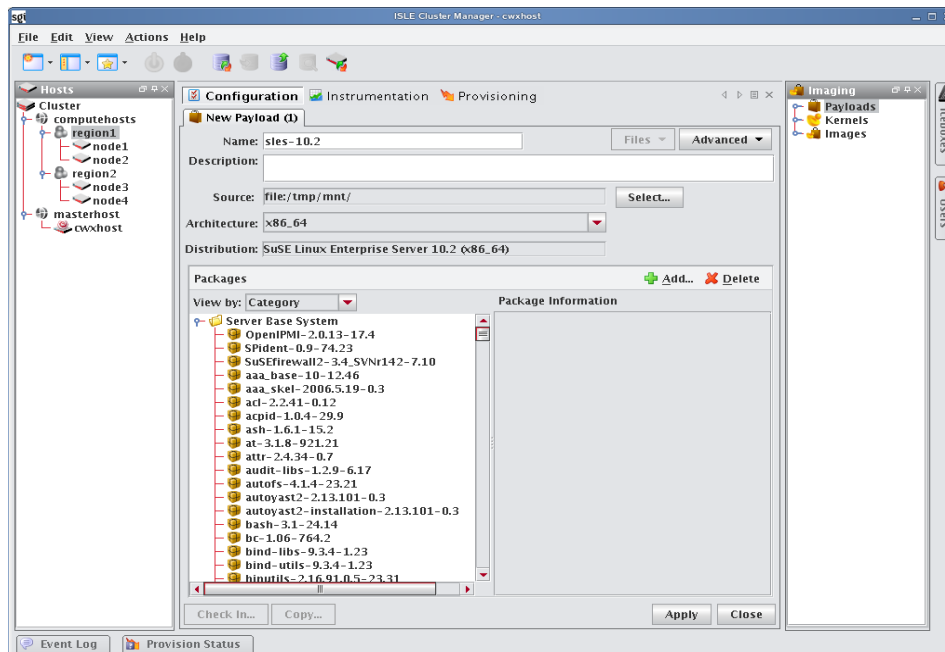 sgi
ISLE Cluster Manager - cwxhost
File Edit View Actions Help
Hosts
Cluster
computehosts
region1
node1
node2
region2
node3
node4
masterhost
cwxhost
Configuration Instrumentation Provisioning
New Payload (1)
Name: sles-10.2 Files Advanced
Description:
Source: file:/tmp/mnt/ Select...
Architecture: x86_64
Distribution: SuSE Linux Enterprise Server 10.2 (x86_64)
Packages Add... Delete
View by: Category Package Information
Server Base System
OpenIPMI-2.0.13-17.4
SPident-0.9-74.23
SuSEfirewall2-3.4_SVNr142-7.10
aaa_base-10-12.46
aaa_skel-2006.5.19-0.3
acl-2.2.41-0.12
acpid-1.0.4-29.9
ash-1.6.1-15.2
at-3.1.8-921.21
attr-2.4.34-0.7
audit-libs-1.2.9-6.17
autofs-4.1.4-23.21
autoyast2-2.13.101-0.3
autoyast2-installation-2.13.101-0.3
bash-3.1-24.14
bc-1.06-764.2
bind-libs-9.3.4-1.23
bind-utils-9.3.4-1.23
binutils-2.16.91.0.5-23.31
Check In... Copy... Apply Close
Imaging
Payloads
Kernels
Images
Users
Event Log Provision Status